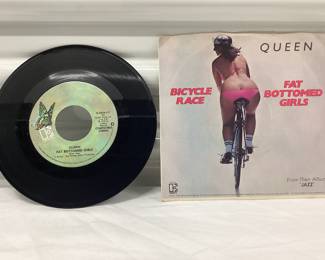 QUEEN
FAT BOTTOMED GIRLS
QUEEN
BICYCLE
RACE
FAT
BOTTOMED
GIRLS
From Their Album
"JAZZ"